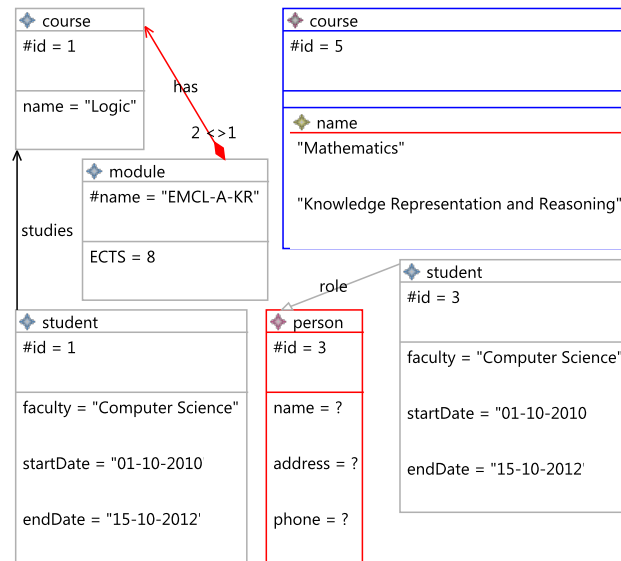 course
#id = 1
name = "Logic"
has
2 <>1
module
#name = "EMCL-A-KR"
ECTS = 8
studies
student
#id = 1
faculty = "Computer Science"
startDate = "01-10-2010
endDate = "15-10-2012'
course
#id = 5
name
"Mathematics"
"Knowledge Representation and Reasoning"
role
person
#id = 3
name = ?
address = ?
phone = ?
student
#id = 3
faculty = "Computer Science"
startDate = "01-10-2010
endDate = "15-10-2012'